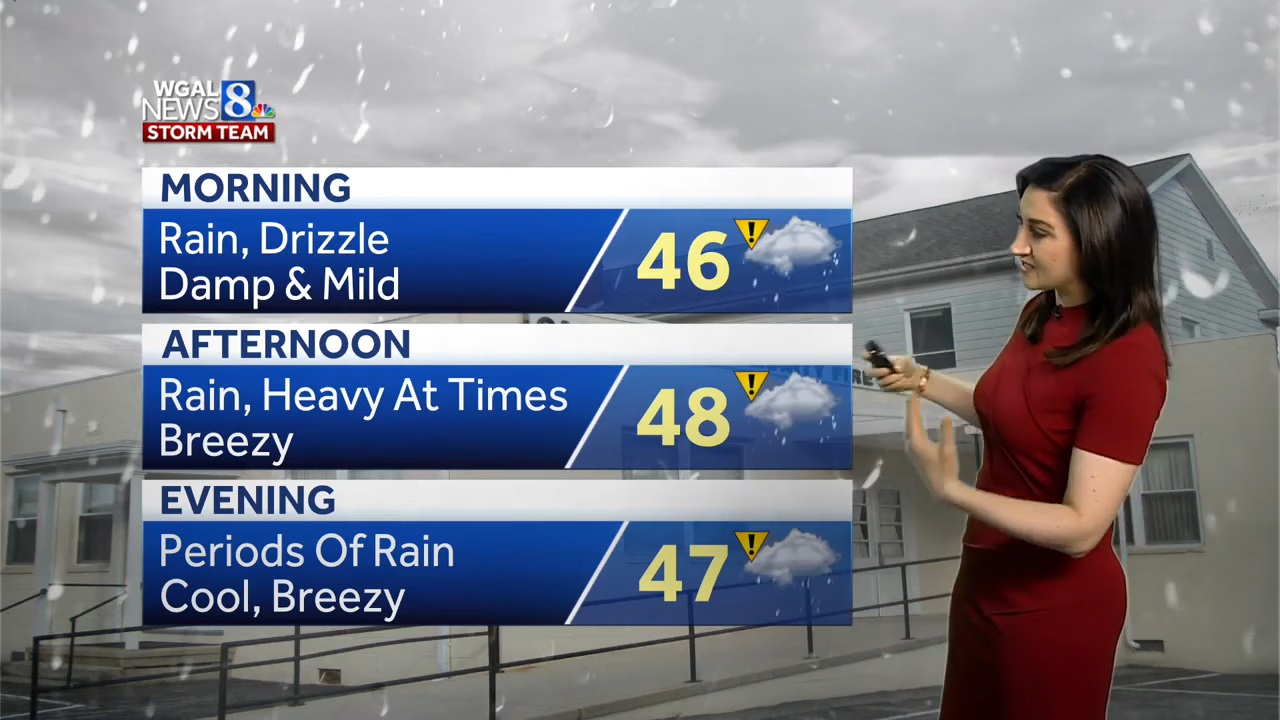 WGAL
NEWS 8
STORM TEAM
MORNING
Rain, Drizzle
Damp & Mild
46
AFTERNOON
Rain, Heavy At Times
Breezy
48
EVENING
Periods Of Rain
Cool, Breezy
47